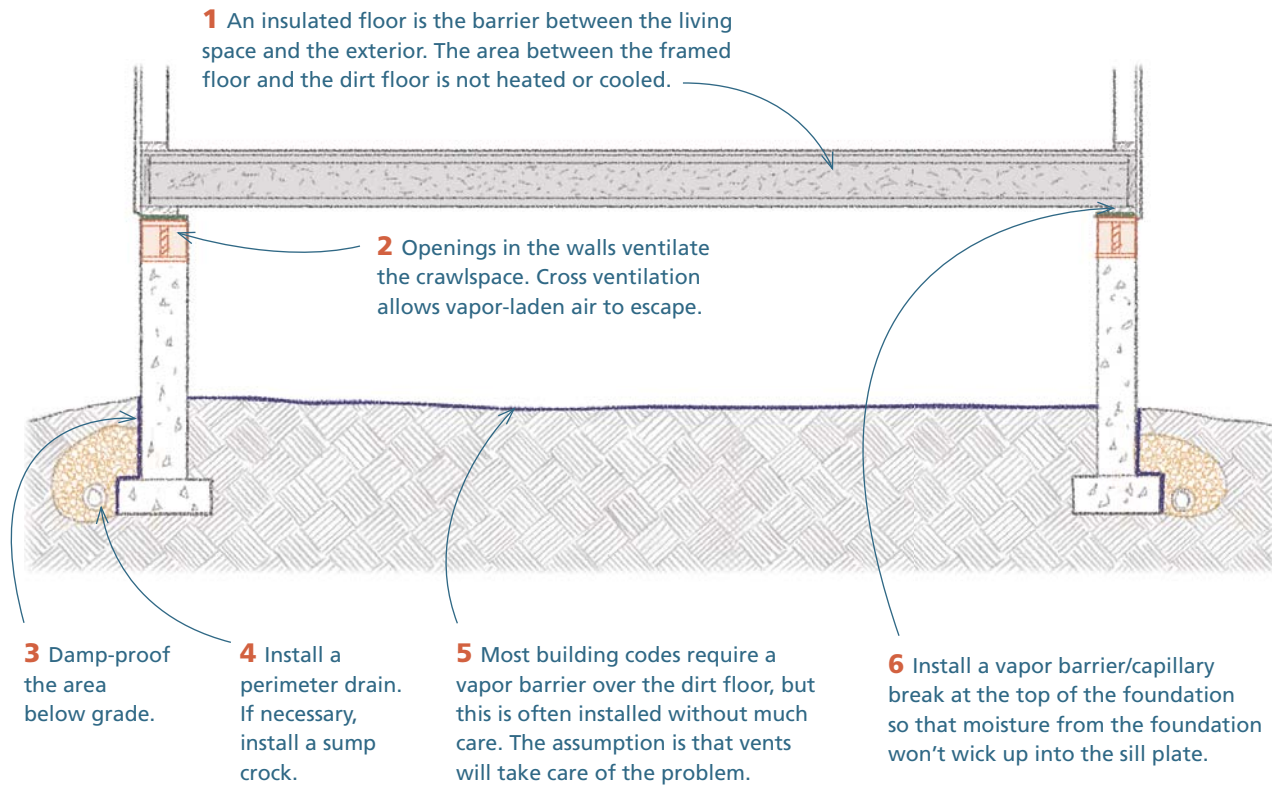 1 An insulated floor is the barrier between the living
space and the exterior. The area between the framed
floor and the dirt floor is not heated or cooled.
2 Openings in the walls ventilate
the crawlspace. Cross ventilation
allows vapor-laden air to escape.
3 Damp-proof
the area
below grade.
4 Install a
perimeter drain.
If necessary,
install a sump
crock.
5 Most building codes require a
vapor barrier over the dirt floor, but
this is often installed without much
care. The assumption is that vents
will take care of the problem.
6 Install a vapor barrier/capillary
break at the top of the foundation
so that moisture from the foundation
won’t wick up into the sill plate.